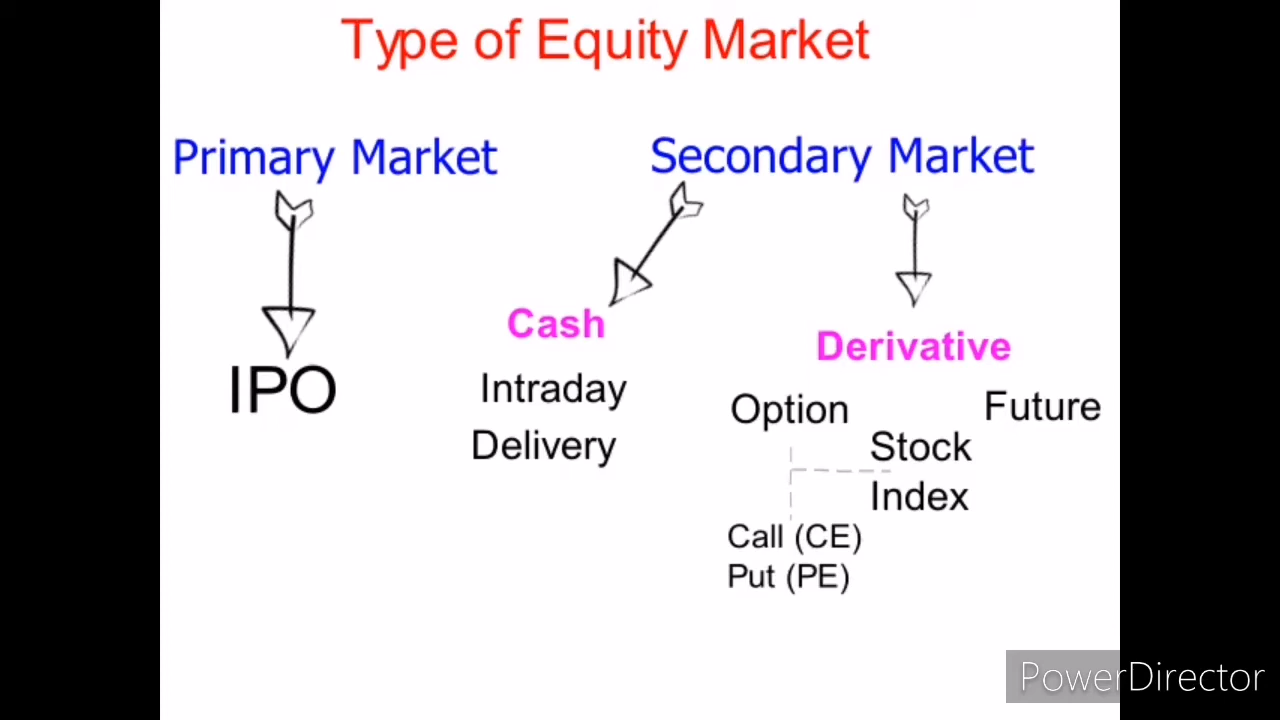 Type of Equity Market
Primary Market
Secondary Market
IPO
Cash
Intraday
Delivery
Derivative
Option
Future
Stock
Index
Call (CE)
Put (PE)
PowerDirector